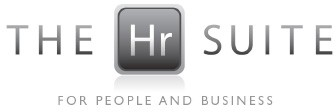 THE Hr SUITE
FOR PEOPLE AND BUSINESS